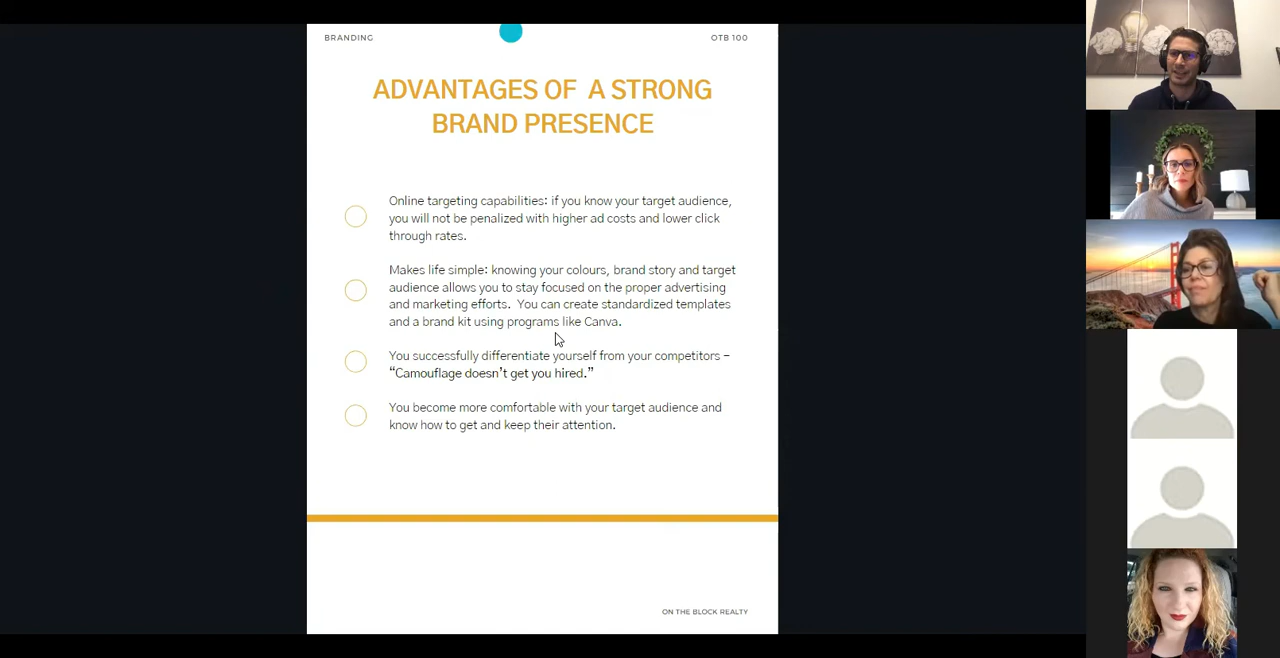 BRANDING
OTB 100
ADVANTAGES OF A STRONG
BRAND PRESENCE
Online targeting capabilities: if you know your target audience,
you will not be penalized with higher ad costs and lower click
through rates.
Makes life simple: knowing your colours, brand story and target
audience allows you to stay focused on the proper advertising
and marketing efforts. You can create standardized templates
and a brand kit using programs like Canva.
You successfully differentiate yourself from your competitors –
“Camouflage doesn’t get you hired.”
You become more comfortable with your target audience and
know how to get and keep their attention.
ON THE BLOCK REALTY